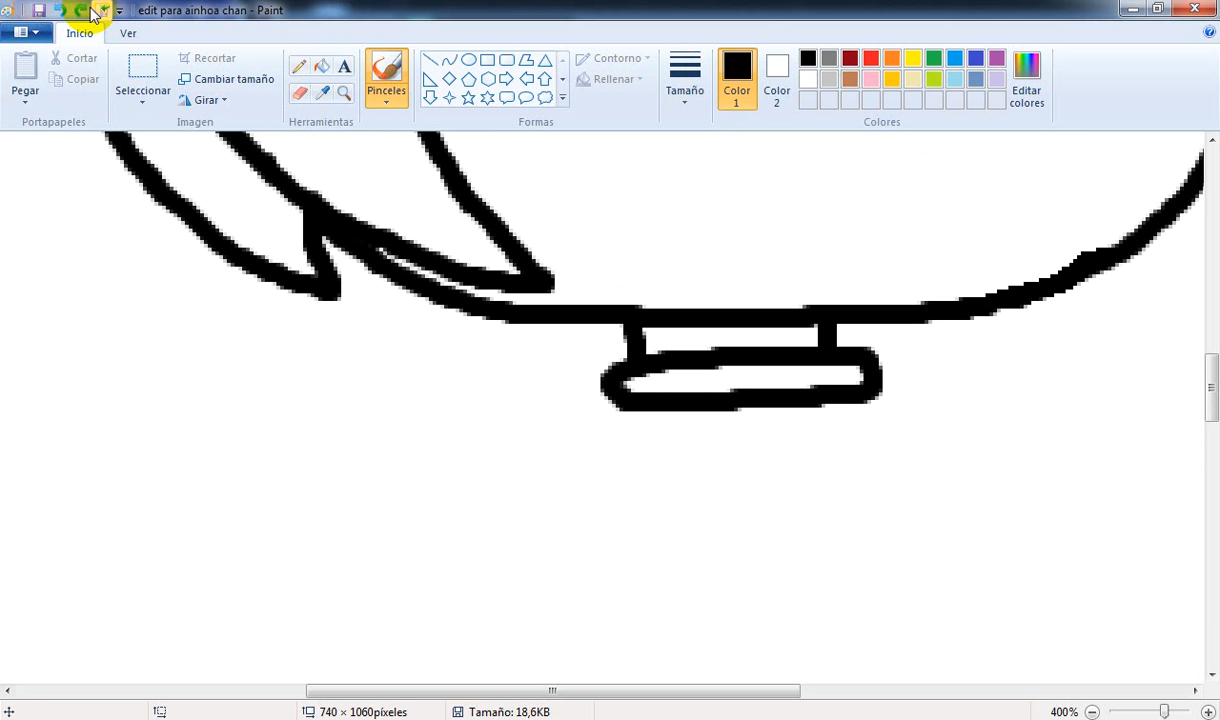 edit para ainhoa chan - Paint
Inicio
Ver
Pegar
Cortar
Copiar
Portapapeles
Seleccionar
Recortar
Cambiar tamaño
Girar
Imagen
A
Herramientas
Pinceles
Contorno
Rellenar
Formas
Tamaño
Color
1
Color
2
Editar
colores
Colores
740 × 1060píxeles
Tamaño: 18,6KB
400%